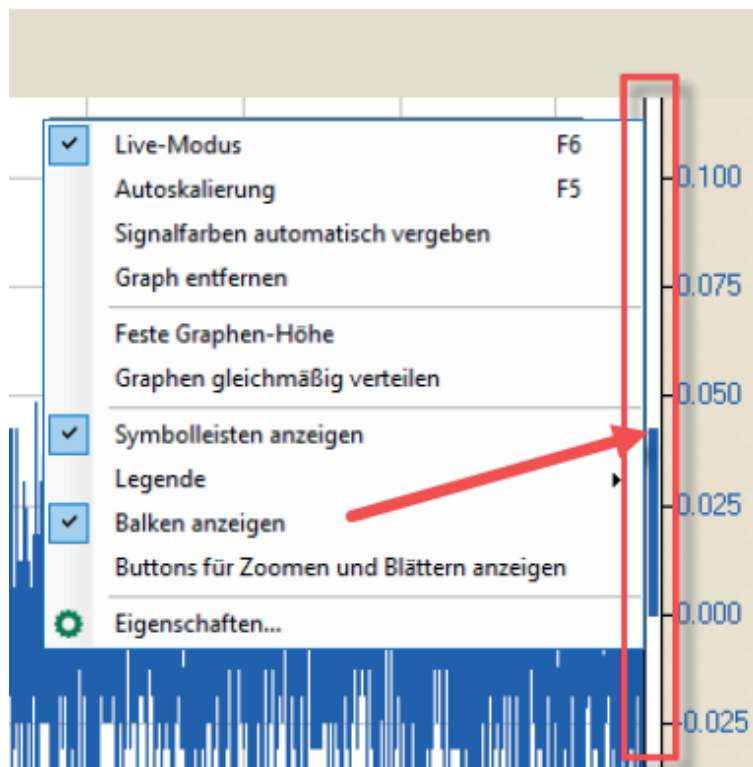 Live-Modus F6
Autoskalierung F5
Signalfarben automatisch vergeben
Graph entfernen
Feste Graphen-Höhe
Graphen gleichmäßig verteilen
Symbolleisten anzeigen
Legende
Balken anzeigen
Buttons für Zoomen und Blättern anzeigen
Eigenschaften...
0.100
0.075
0.050
0.025
0.000
-0.025